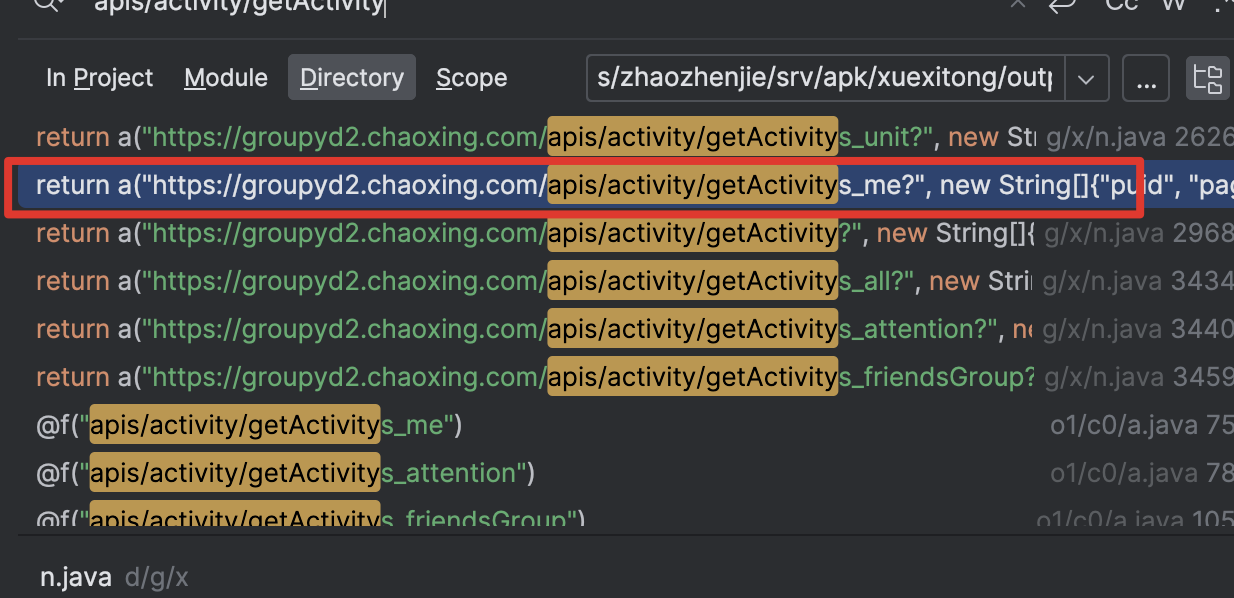 apis/activity/getActivity Cc W
In Project Module Directory Scope s/zhaozhenjie/srv/apk/xuexitong/outp ...
return a("https://groupyd2.chaoxing.com/apis/activity/getActivitys_unit?", new Stri g/x/n.java 2626
return a("https://groupyd2.chaoxing.com/apis/activity/getActivitys_me?", new String[]{"puid", "pag
return a("https://groupyd2.chaoxing.com/apis/activity/getActivity?", new String[]{ g/x/n.java 2968
return a("https://groupyd2.chaoxing.com/apis/activity/getActivitys_all?", new Stri g/x/n.java 3434
return a("https://groupyd2.chaoxing.com/apis/activity/getActivitys_attention?", ne g/x/n.java 3440
return a("https://groupyd2.chaoxing.com/apis/activity/getActivitys_friendsGroup? g/x/n.java 3459
@f("apis/activity/getActivitys_me") o1/c0/a.java 75
@f("apis/activity/getActivitys_attention") o1/c0/a.java 78
@f("apis/activity/getActivitys_friendsGroup") o1/c0/a.java 105
n.java d/g/x